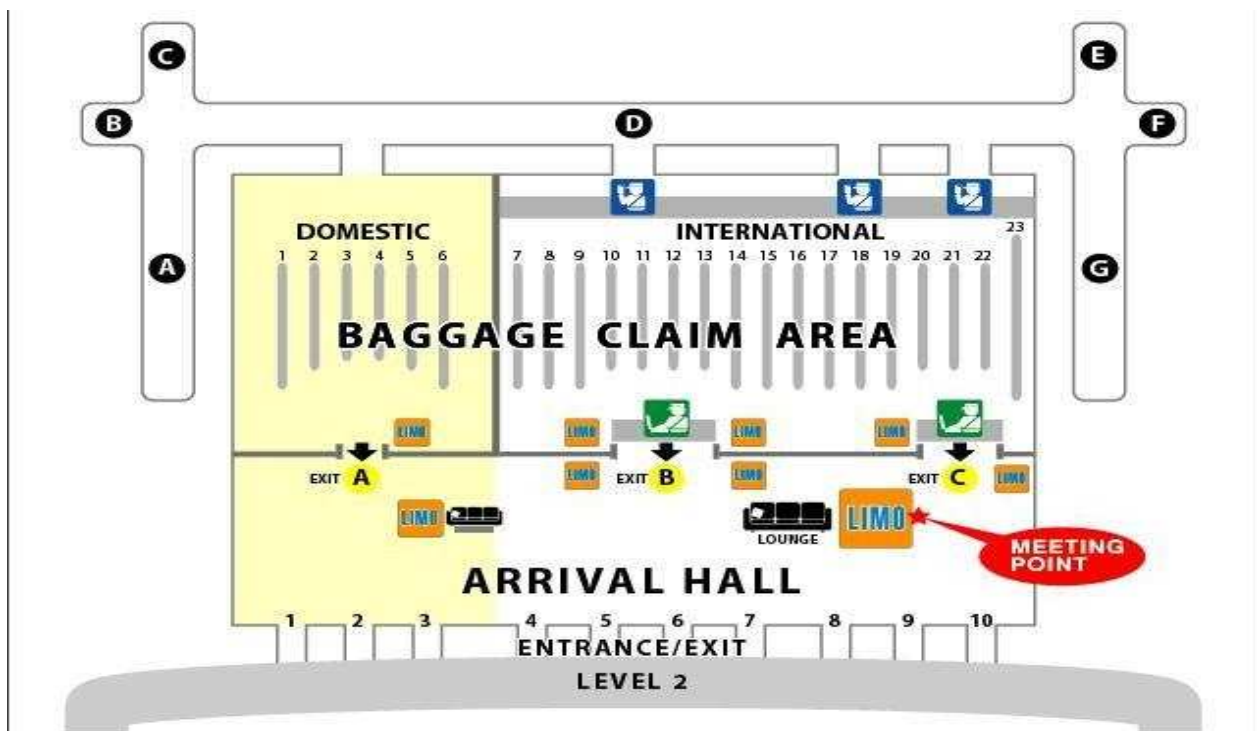 C
E
B
D
F
DOMESTIC
INTERNATIONAL
23
1 2 3 4 5 6 7 8 9 10 11 12 13 14 15 16 17 18 19 20 21 22
A
G
BAGGAGE CLAIM AREA
LIMO LIMO LIMO LIMO
EXIT A LIMO EXIT B LIMO EXIT C LIMO
LIMO LIMO
LOUNGE
MEETING
POINT
ARRIVAL HALL
1 2 3 4 5 6 7 8 9 10
ENTRANCE/EXIT
LEVEL 2